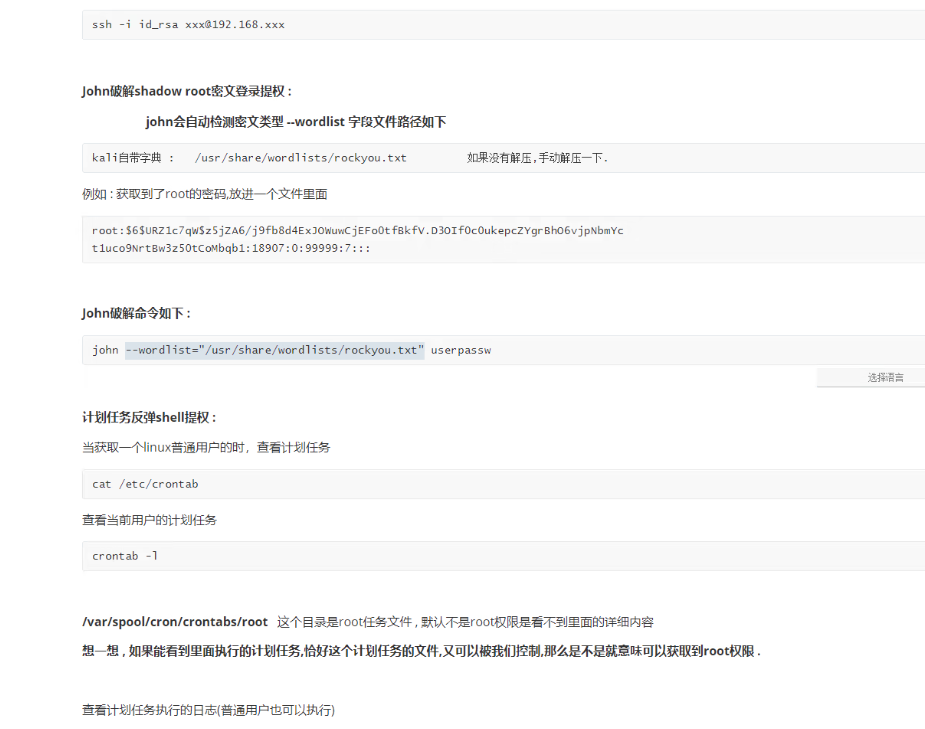 ssh -i id_rsa xxx@192.168.xxx
John破解shadow root密文登录提权：
john会自动检测密文类型 --wordlist 字段文件路径如下
kali自带字典 ： /usr/share/wordlists/rockyou.txt 如果没有解压,手动解压一下.
例如 : 获取到了root的密码,放进一个文件里面
root:$6$URZ1c7qW$z5jZA6/j9fb8d4ExJOWuwCjEFo0tfBkfV.D3OIf0cOukepcZYgrBhO6vjpNbmYc
t1uco9NrtBw3z50tCoMbqb1:18907:0:99999:7:::
John破解命令如下：
john --wordlist="/usr/share/wordlists/rockyou.txt" userpassw
选择语言
计划任务反弹shell提权：
当获取一个linux普通用户的时，查看计划任务
cat /etc/crontab
查看当前用户的计划任务
crontab -l
/var/spool/cron/crontabs/root 这个目录是root任务文件 , 默认不是root权限是看不到里面的详细内容
想一想 , 如果能看到里面执行的计划任务,恰好这个计划任务的文件,又可以被我们控制,那么是不是就意味可以获取到root权限 .
查看计划任务执行的日志(普通用户也可以执行)